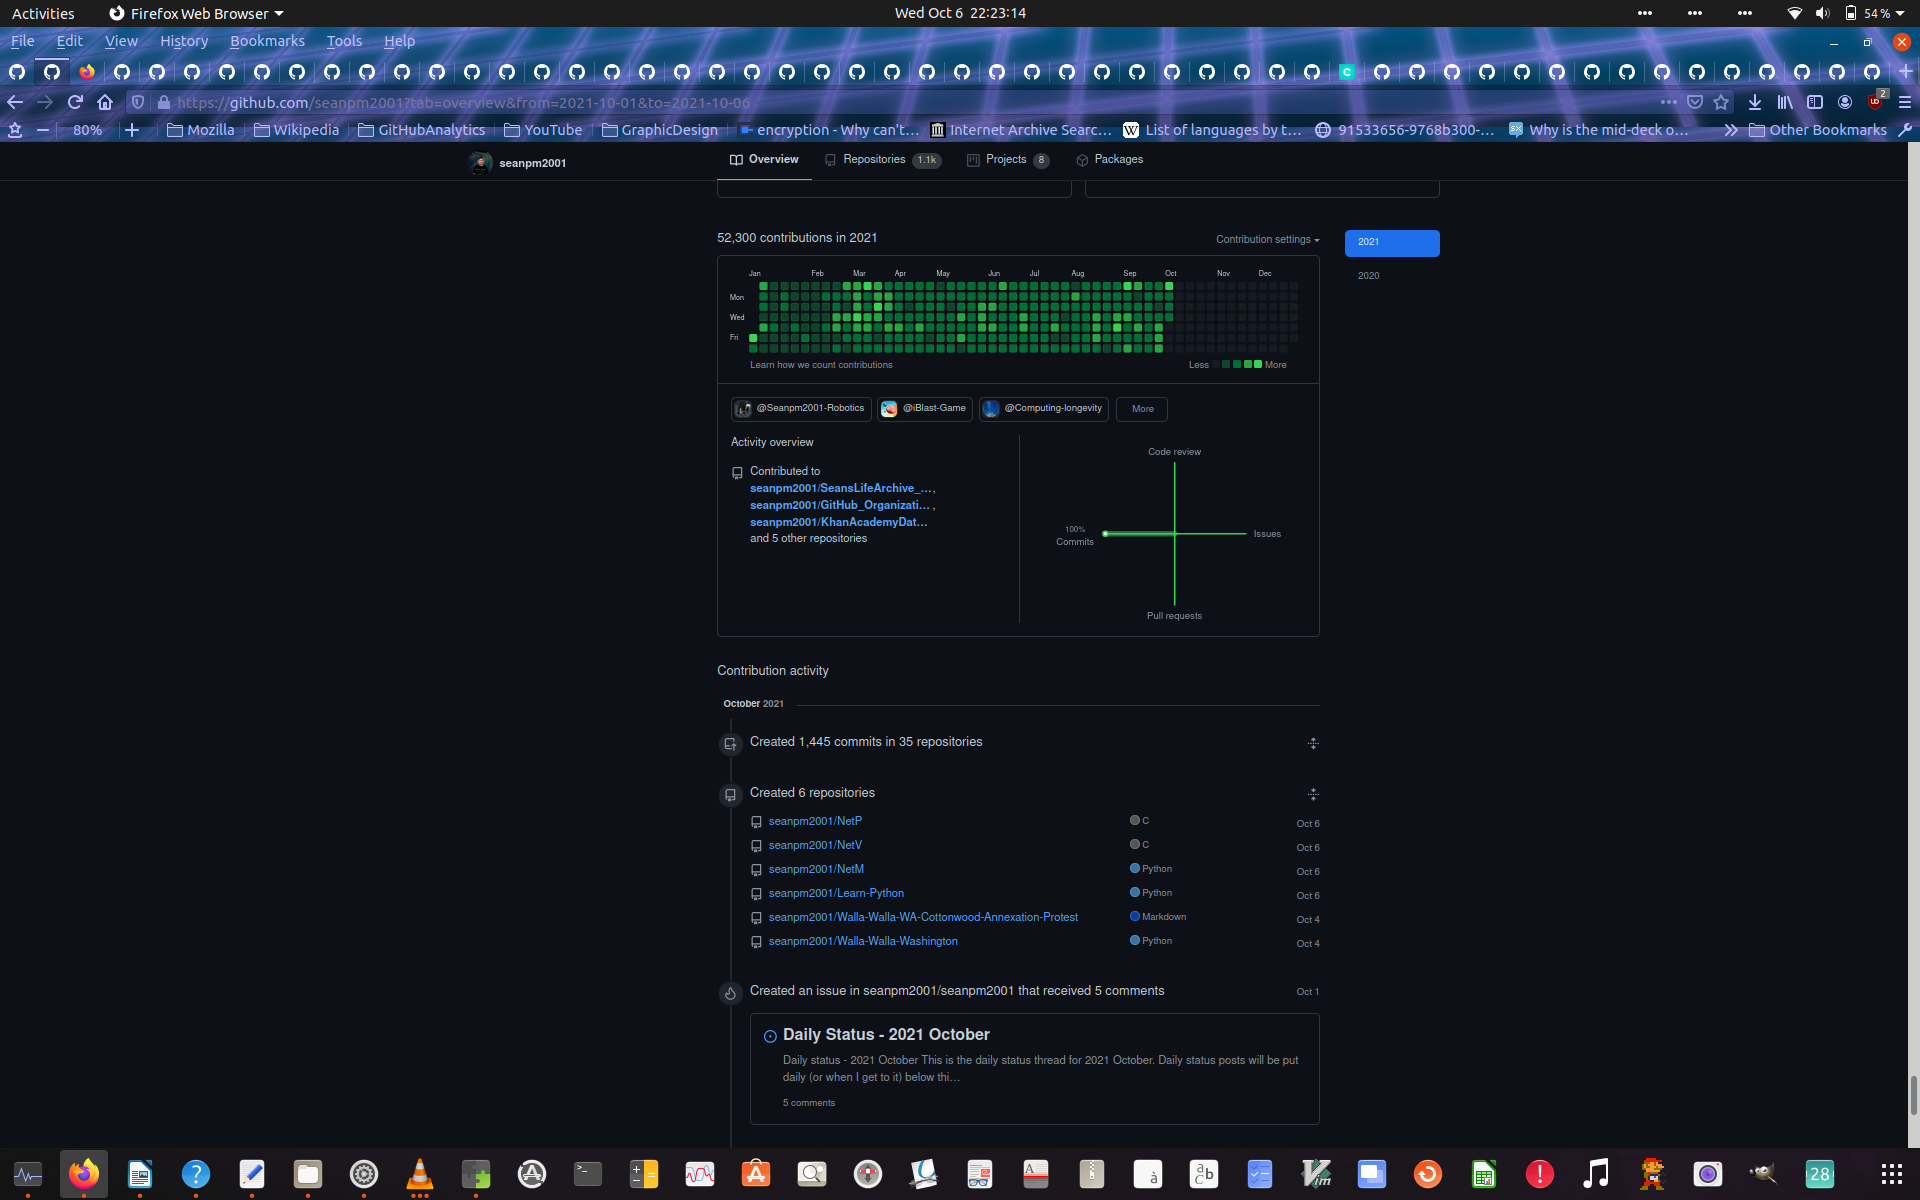 Activities
Firefox Web Browser
Wed Oct 6  22:23:14
54 %
File Edit View History Bookmarks Tools Help
https://github.com/seanpm2001?tab=overview&from=2021-10-01&to=2021-10-06
2
80%
Mozilla
Wikipedia
GitHubAnalytics
YouTube
GraphicDesign
encryption - Why can't…
Internet Archive Searc…
List of languages by t…
91533656-9768b300-…
Why is the mid-deck o…
Other Bookmarks
seanpm2001
Overview
Repositories 1.1k
Projects 8
Packages
52,300 contributions in 2021
Contribution settings
2021
2020
Jan Feb Mar Apr May Jun Jul Aug Sep Oct Nov Dec
Mon
Wed
Fri
Learn how we count contributions
Less
More
@Seanpm2001-Robotics
@iBlast-Game
@Computing-longevity
More
Activity overview
Contributed to
seanpm2001/SeansLifeArchive_…,
seanpm2001/GitHub_Organizati… ,
seanpm2001/KhanAcademyDat…
and 5 other repositories
Code review
100%
Commits
Issues
Pull requests
Contribution activity
October 2021
Created 1,445 commits in 35 repositories
Created 6 repositories
seanpm2001/NetP C Oct 6
seanpm2001/NetV C Oct 6
seanpm2001/NetM Python Oct 6
seanpm2001/Learn-Python Python Oct 6
seanpm2001/Walla-Walla-WA-Cottonwood-Annexation-Protest Markdown Oct 4
seanpm2001/Walla-Walla-Washington Python Oct 4
Created an issue in seanpm2001/seanpm2001 that received 5 comments Oct 1
Daily Status - 2021 October
Daily status - 2021 October This is the daily status thread for 2021 October. Daily status posts will be put
daily (or when I get to it) below thi…
5 comments
28